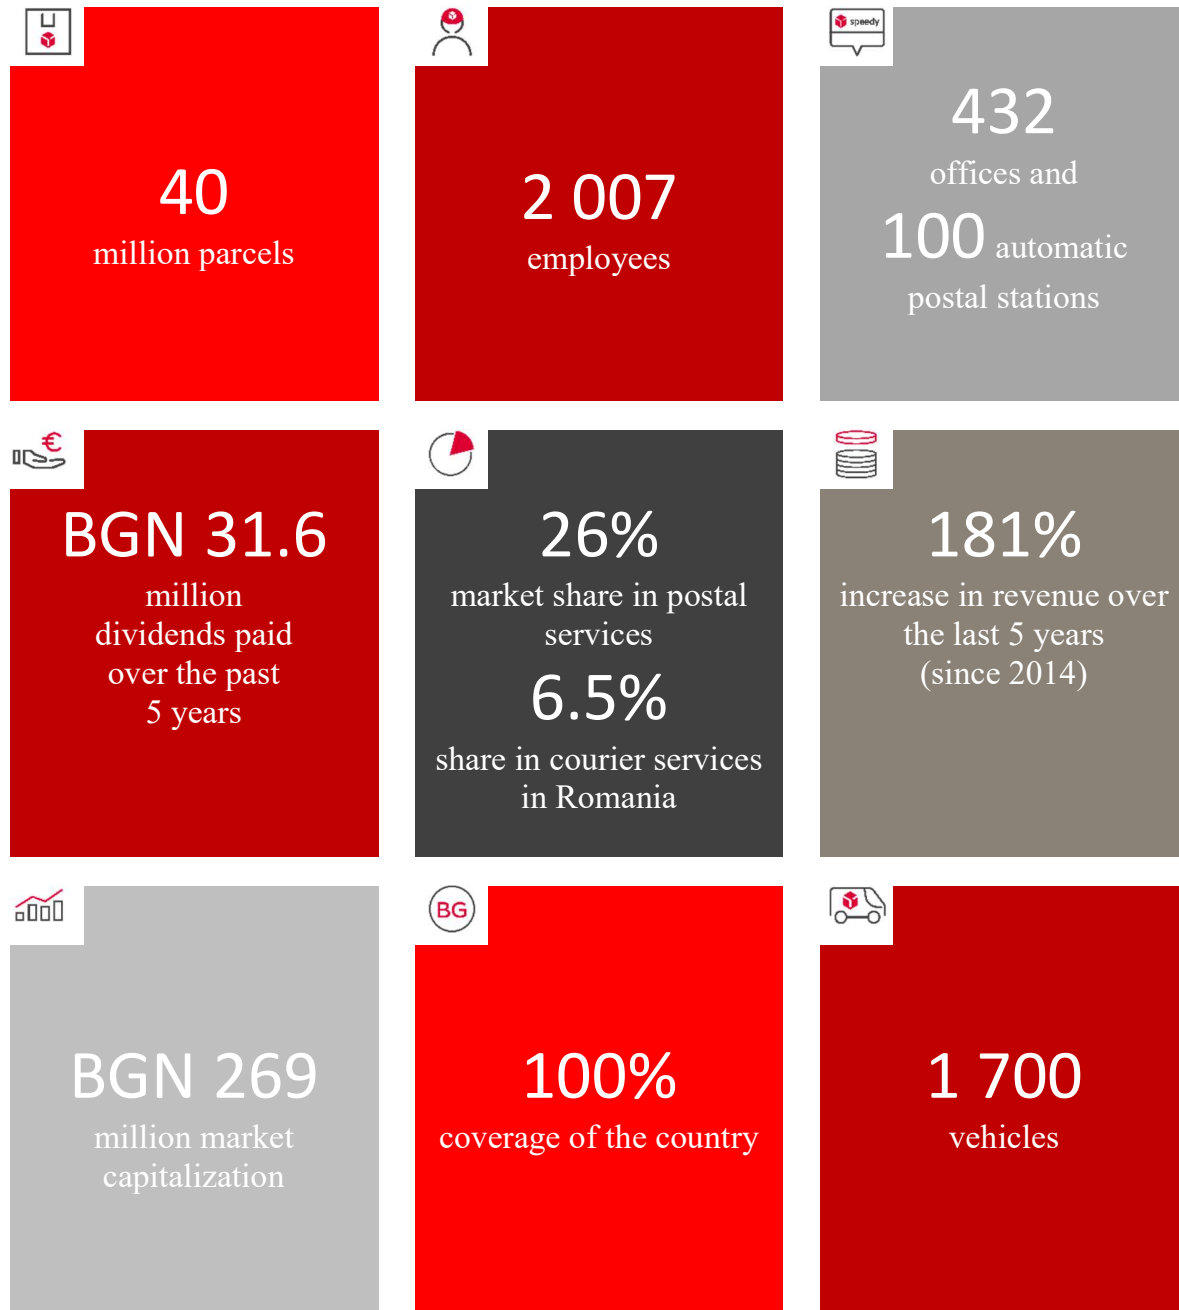 40
million parcels
2 007
employees
speedy
432
offices and
100 automatic
postal stations
€
BGN 31.6
million
dividends paid
over the past
5 years
26%
market share in postal
services
6.5%
share in courier services
in Romania
181%
increase in revenue over
the last 5 years
(since 2014)
BGN 269
million market
capitalization
BG
100%
coverage of the country
1 700
vehicles